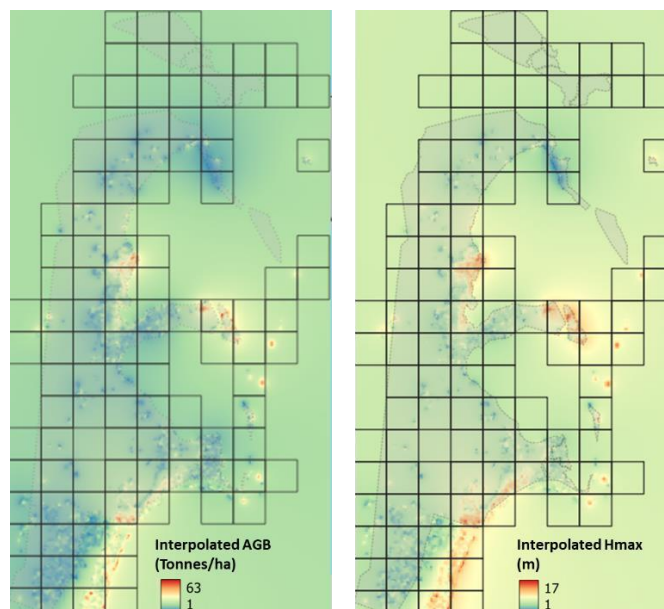 Interpolated AGB
(Tonnes/ha)
63
1
Interpolated Hmax
(m)
17
1